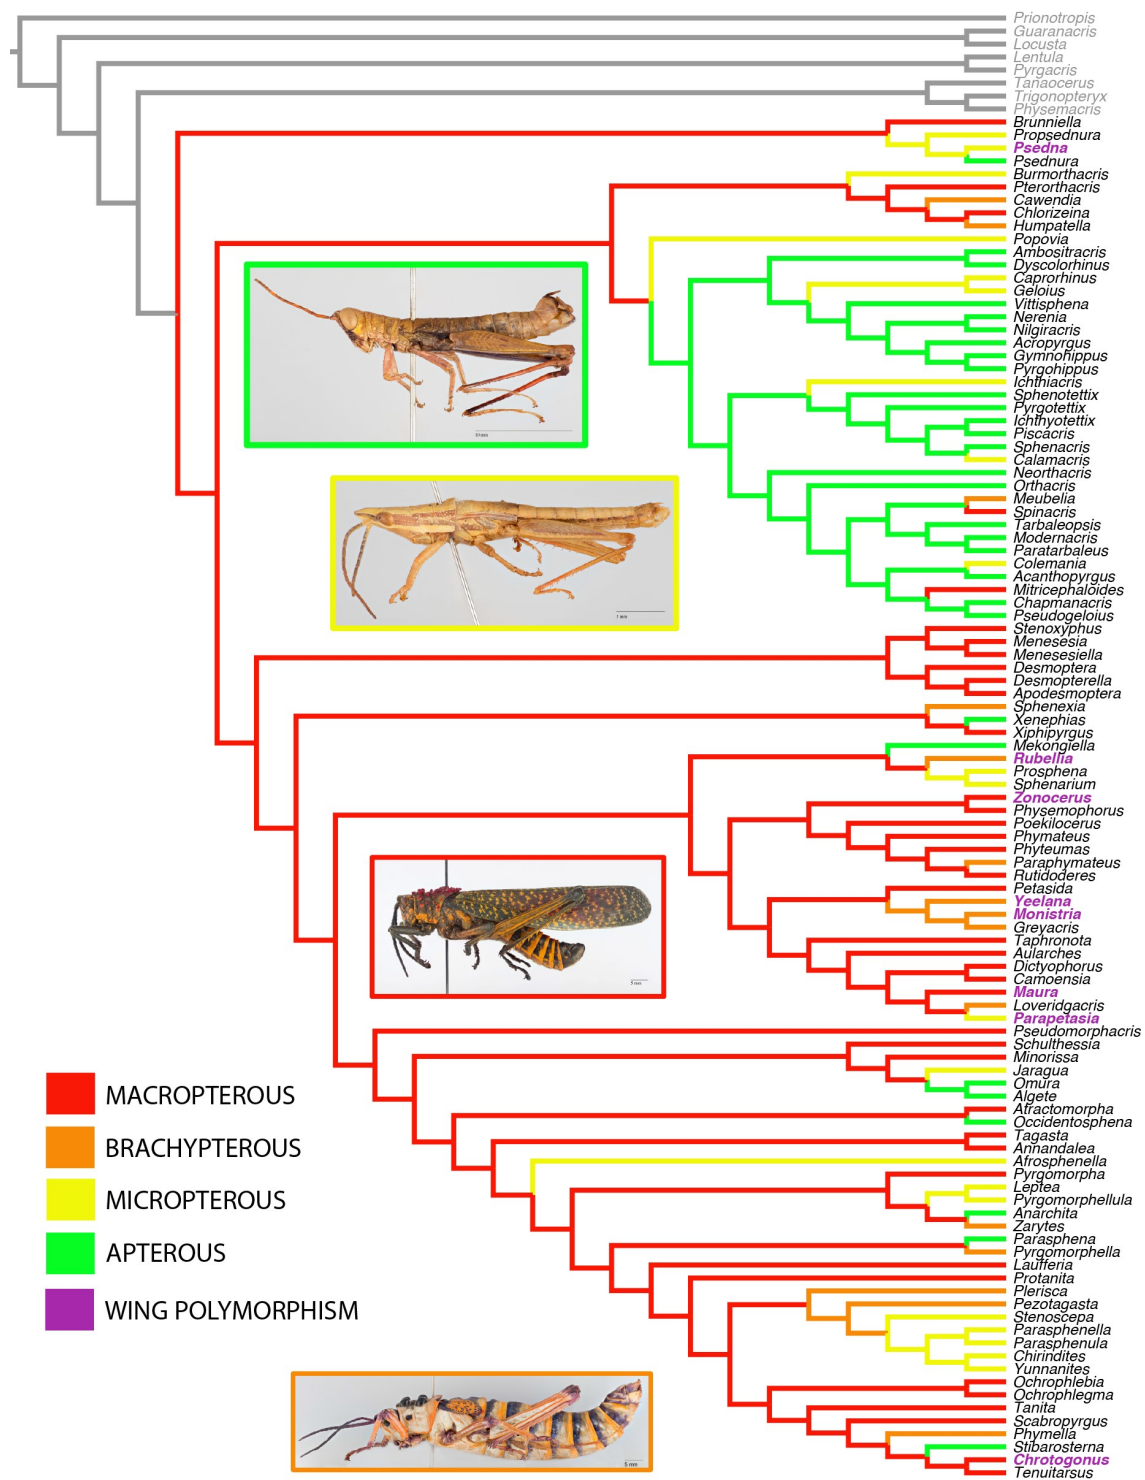 Prionotropis
Guaranacris
Locusta
Lentula
Pyrgacris
Tanaocerus
Trigonopteryx
Physemacris
Brunniella
Propsednura
Psedna
Psednura
Burmorthacris
Pterorthacris
Cawendia
Chlorizeina
Humpatella
Popovia
Ambositracris
Dyscolorhinus
Caprorhinus
Geloius
Vittisphena
Nerenia
Nilgiracris
Acropyrgus
Gymnohippus
Pyrgohippus
Ichthiacris
Sphenotettix
Pyrgotettix
Ichthyotettix
Piscacris
Sphenacris
Calamacris
Neorthacris
Orthacris
Meubelia
Spinacris
Tarbaleopsis
Modernacris
Paratarbaleus
Colemania
Acanthopyrgus
Mitricephaloides
Chapmanacris
Pseudogeloius
Stenoxyphus
Menesesia
Menesesiella
Desmoptera
Desmopterella
Apodesmoptera
Sphenexia
Xenephias
Xiphipyrgus
Mekongiella
Rubellia
Prosphena
Sphenarium
Zonocerus
Physemophorus
Poekilocerus
Phymateus
Phyteumas
Paraphymateus
Rutidoderes
Petasida
Yeelana
Monistria
Greyacris
Taphronota
Aularches
Dictyophorus
Camoensia
Maura
Loveridgacris
Parapetasia
Pseudomorphacris
Schulthessia
Minorissa
Jaragua
Omura
Algete
Atractomorpha
Occidentosphena
Tagasta
Annandalea
Afrosphenella
Pyrgomorpha
Leptea
Pyrgomorphellula
Anarchita
Zarytes
Parasphena
Pyrgomorphella
Laufferia
Protanita
Plerisca
Pezotagasta
Stenoscepa
Parasphenella
Parasphenula
Chirindites
Yunnanites
Ochrophlebia
Ochrophlegma
Tanita
Scabropyrgus
Phymella
Stibarosterna
Chrotogonus
Tenuitarsus
MACROPTEROUS
BRACHYPTEROUS
MICROPTEROUS
APTEROUS
WING POLYMORPHISM
5 mm
5 mm